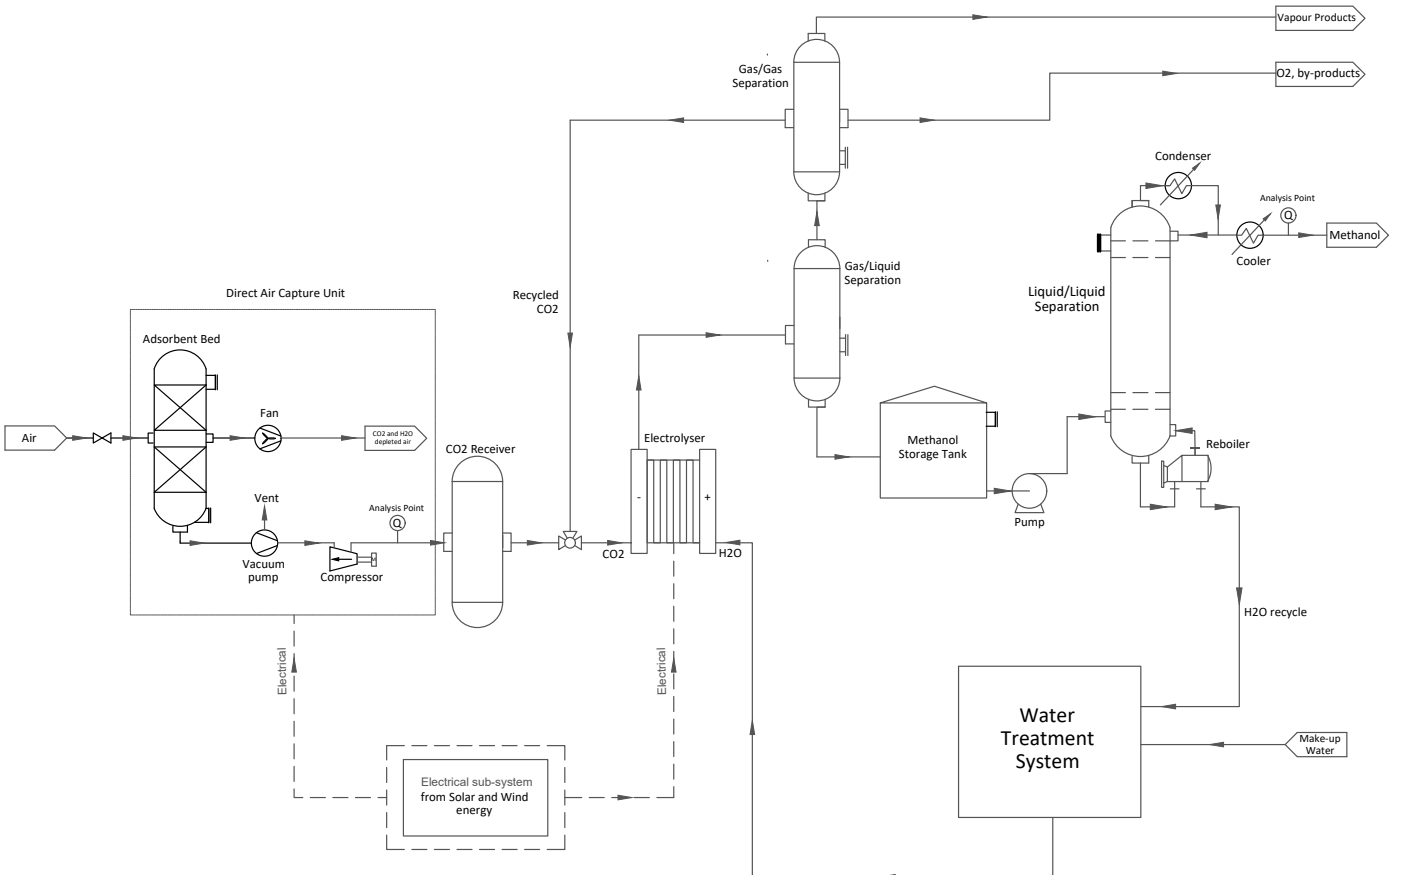 Vapour Products
Gas/Gas
Separation
O2, by-products
Condenser
Analysis Point
Q
Methanol
Cooler
Gas/Liquid
Separation
Liquid/Liquid
Separation
Direct Air Capture Unit
Recycled
CO2
Adsorbent Bed
Air
Fan
CO2 and H2O
depleted air
CO2 Receiver
Electrolyser
-
+
Methanol
Storage Tank
Reboiler
Pump
Vent
Analysis Point
Q
Vacuum
pump
M
Compressor
CO2
H2O
H2O recycle
Electrical
Electrical
Water
Treatment
System
Make-up
Water
Electrical sub-system
from Solar and Wind
energy